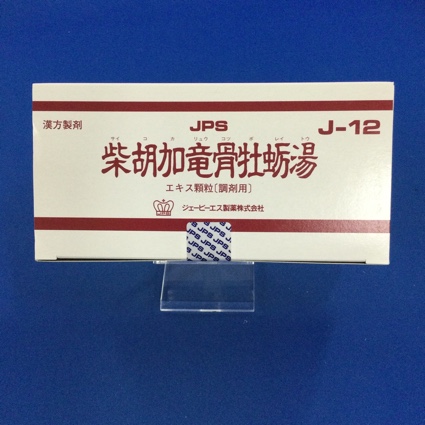 漢方製剤
JPS
J-12
サイ コ カ リュウ コツ ボ レイ トウ
柴胡加竜骨牡蛎湯
エキス顆粒〔調剤用〕
ジェーピーエス製薬株式会社
JPS JPS JPS